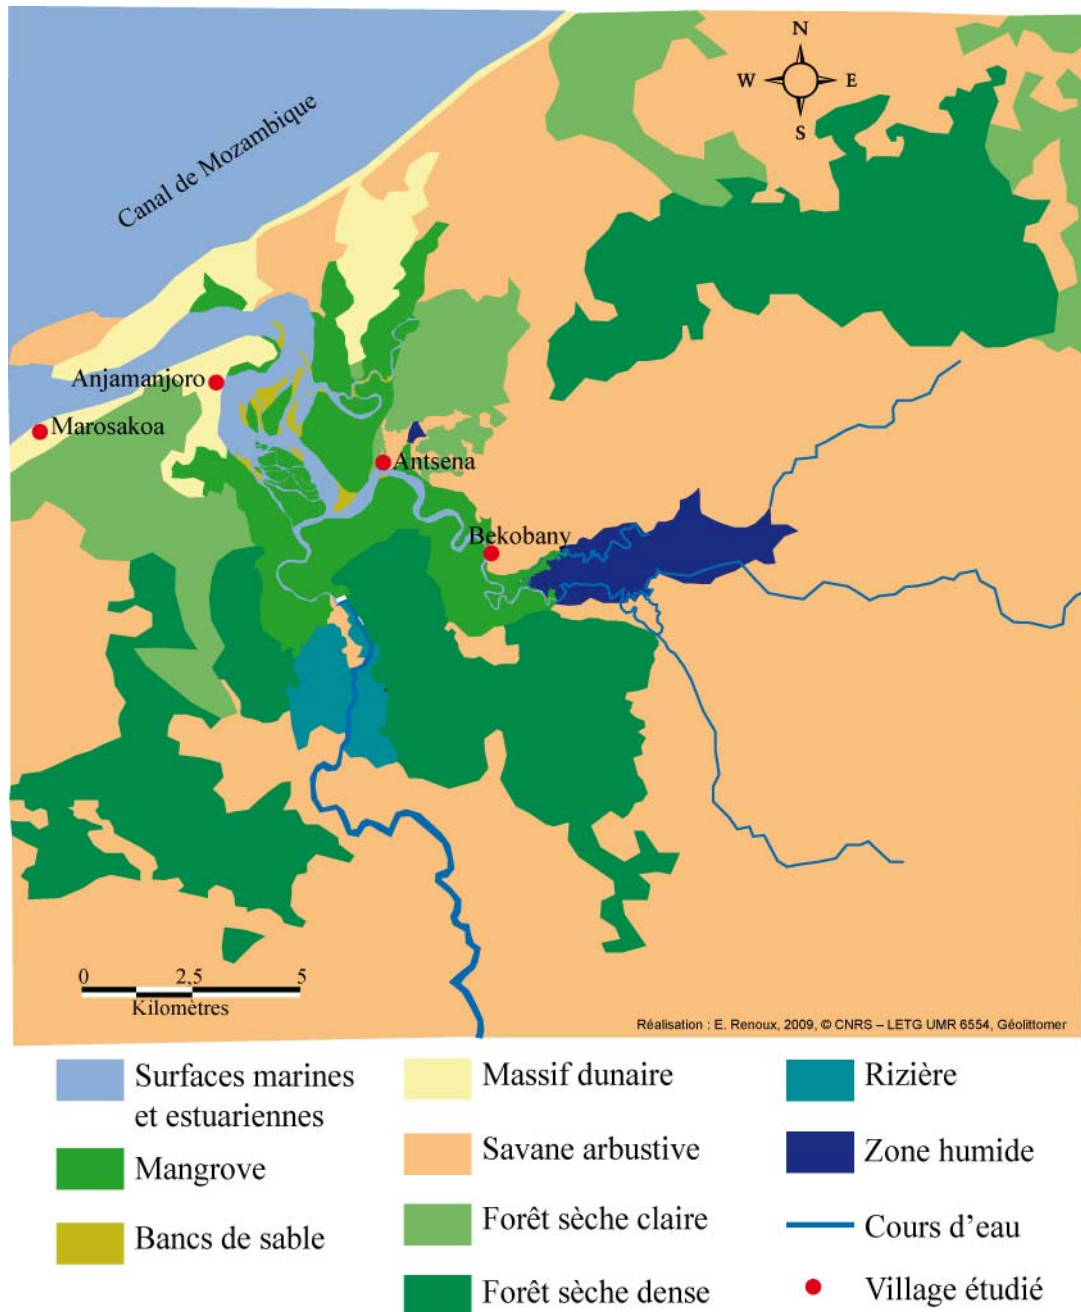 N
W E
S
Canal de Mozambique
Anjamanjoro
Marosakoa
Antsena
Bekobany
0 2,5 5
Kilomètres
Réalisation : E. Renoux, 2009, © CNRS – LETG UMR 6554, Géolittomer
Surfaces marines
et estuariennes
Mangrove
Bancs de sable
Massif dunaire
Savane arbustive
Forêt sèche claire
Forêt sèche dense
Rizière
Zone humide
Cours d'eau
Village étudié